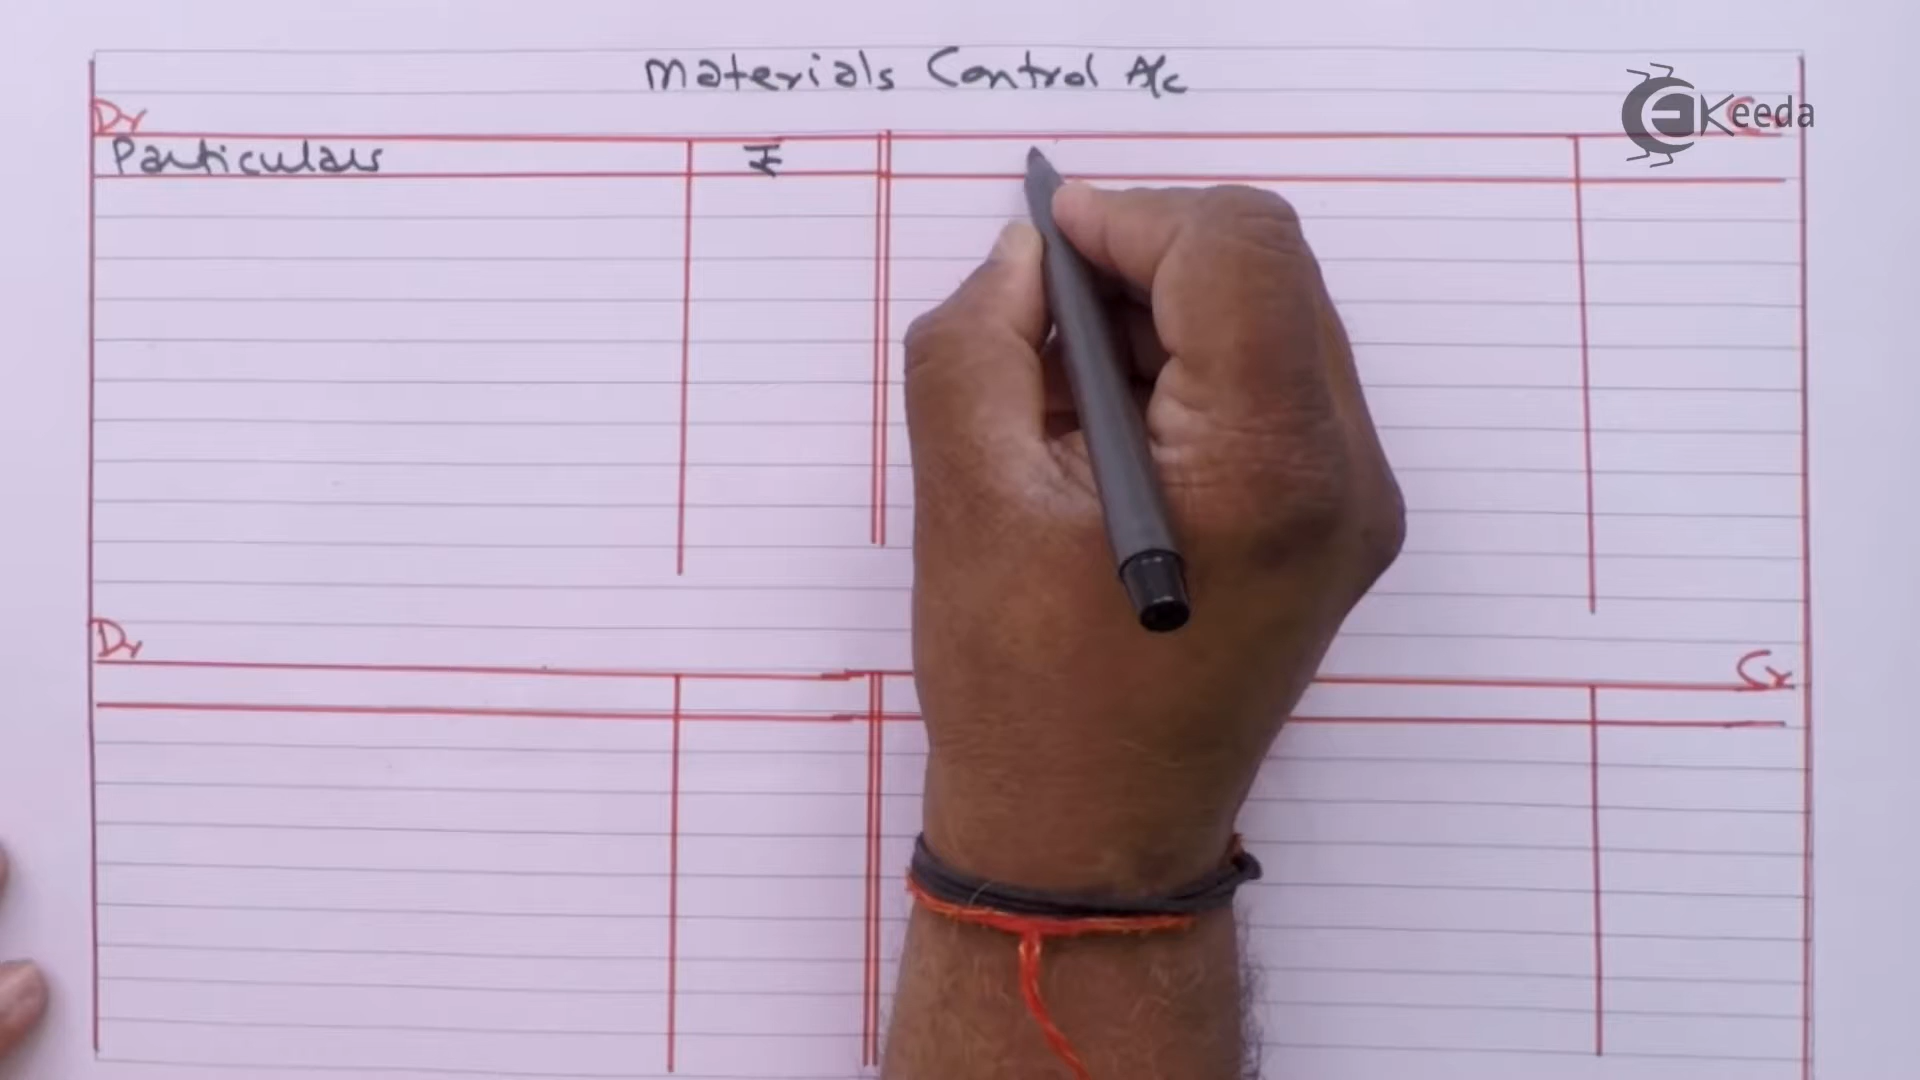 Materials Control A/c
EKeeda
Dr
Particulars ₹
Dr Cr